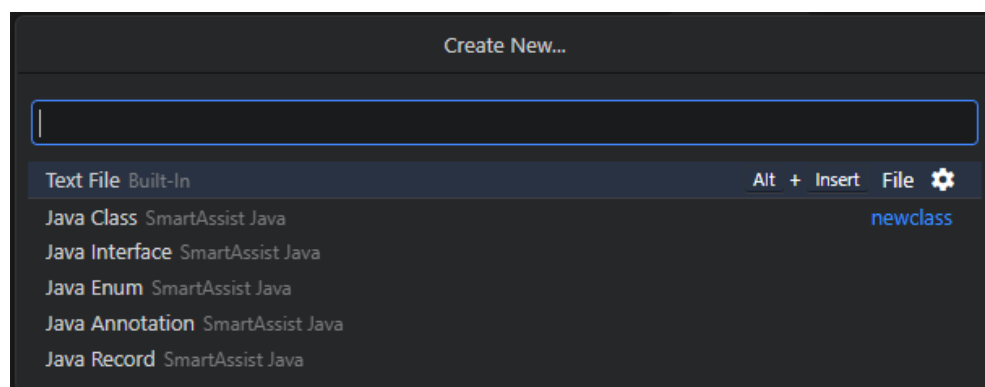 Create New...
Text File Built-In Alt + Insert File
Java Class SmartAssist Java newclass
Java Interface SmartAssist Java
Java Enum SmartAssist Java
Java Annotation SmartAssist Java
Java Record SmartAssist Java